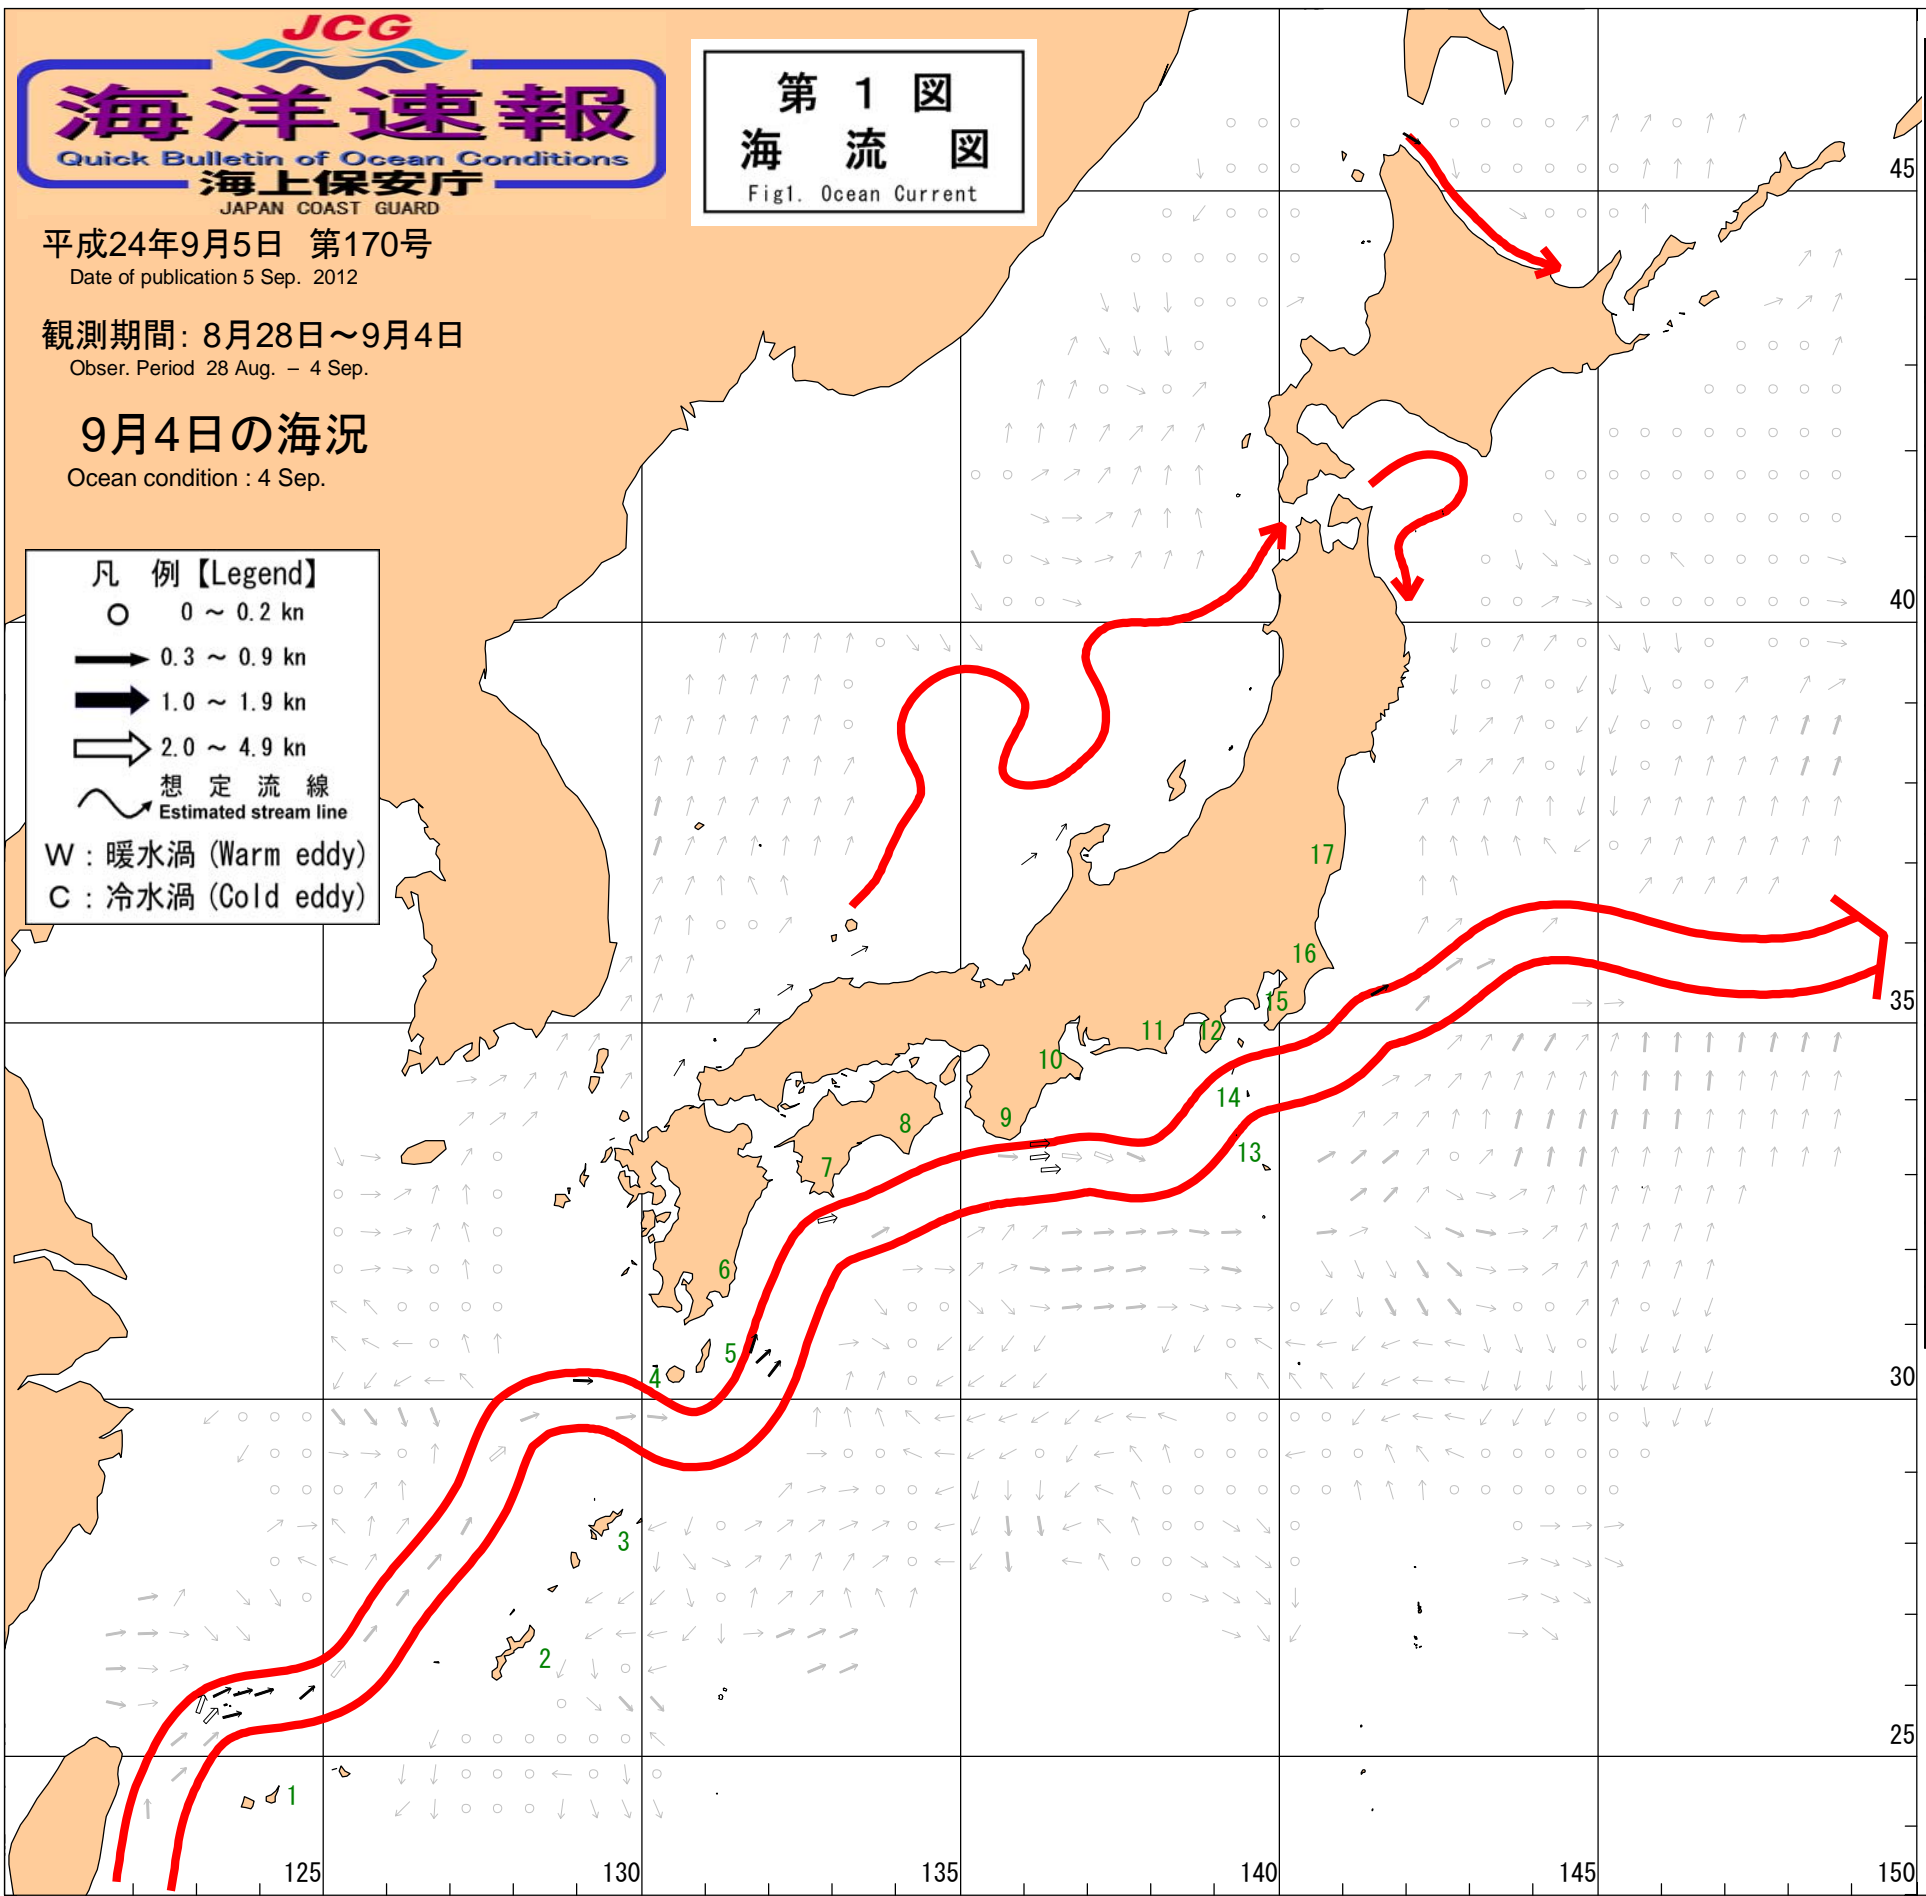 JCG
海洋速報
Quick Bulletin of Ocean Conditions
海上保安庁
JAPAN COAST GUARD
平成24年9月5日 第170号
Date of publication 5 Sep. 2012
観測期間: 8月28日～9月4日
Obser. Period 28 Aug. – 4 Sep.
9月4日の海況
Ocean condition : 4 Sep.
第 1 図
海 流 図
Fig1. Ocean Current
凡 例【Legend】
0 ～ 0.2 kn
0.3 ～ 0.9 kn
1.0 ～ 1.9 kn
2.0 ～ 4.9 kn
想 定 流 線
Estimated stream line
W : 暖水渦 (Warm eddy)
C : 冷水渦 (Cold eddy)
45
40
17
16
15
35
11
12
10
14
9
8
13
7
6
5
4
30
3
2
25
1
125
130
135
140
145
150